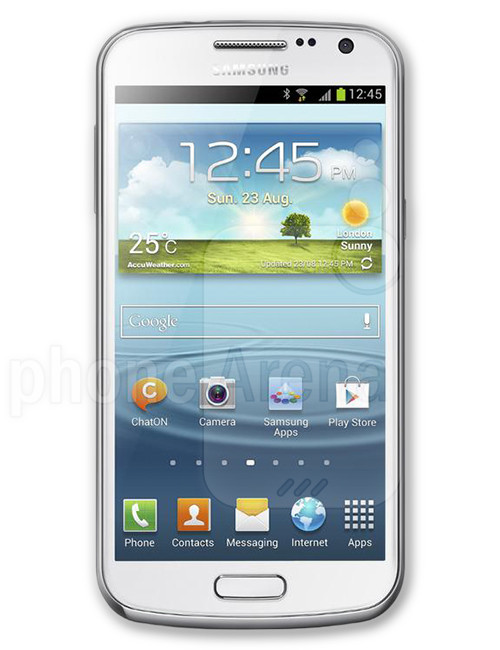 SAMSUNG
12:45
12:45 PM
Sun. 23 Aug.
London
25°C Sunny
AccuWeather.com Updated 23/08 12:45 PM
Google
phoneArena
C
ChatON Camera Samsung Apps Play Store
Phone Contacts Messaging Internet Apps